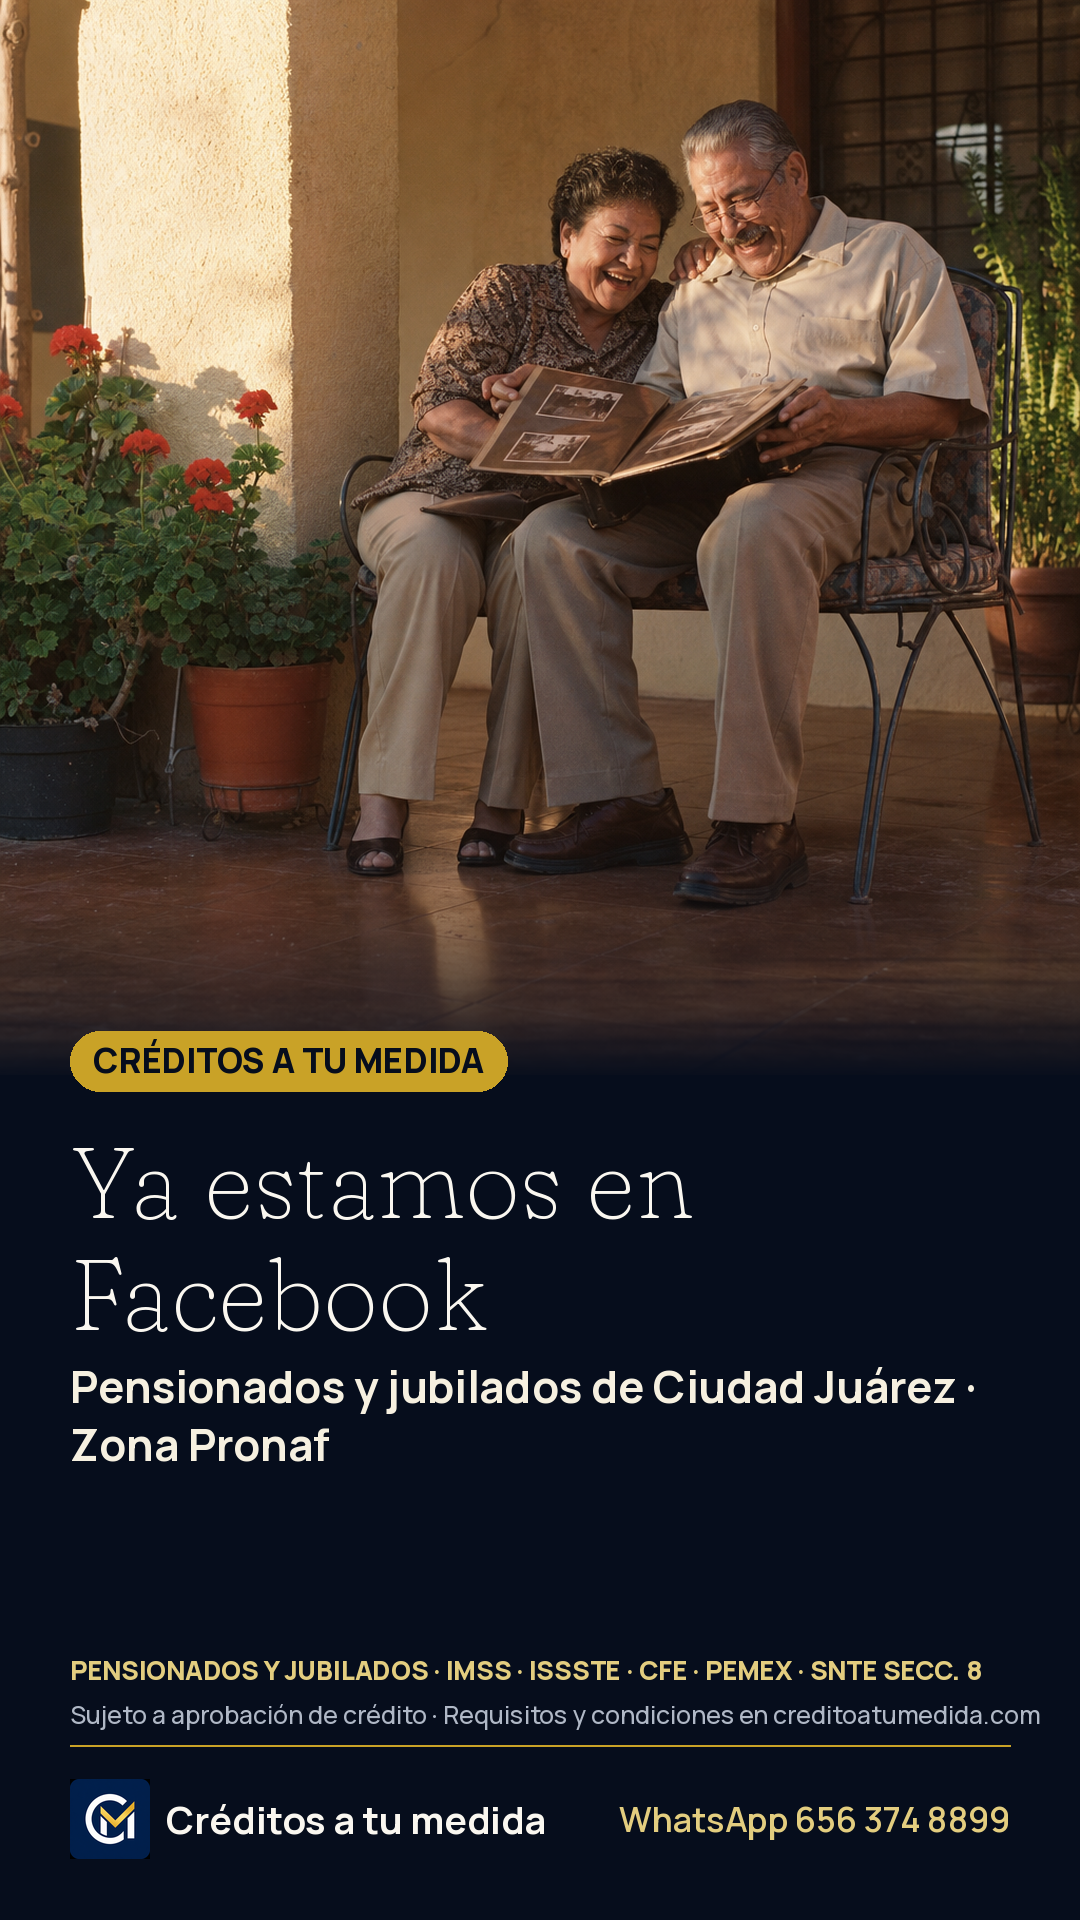 CRÉDITOS A TU MEDIDA
Ya estamos en
Facebook
Pensionados y jubilados de Ciudad Juárez ·
Zona Pronaf
PENSIONADOS Y JUBILADOS · IMSS · ISSSTE · CFE · PEMEX · SNTE SECC. 8
Sujeto a aprobación de crédito · Requisitos y condiciones en creditoatumedida.com
Créditos a tu medida
WhatsApp 656 374 8899